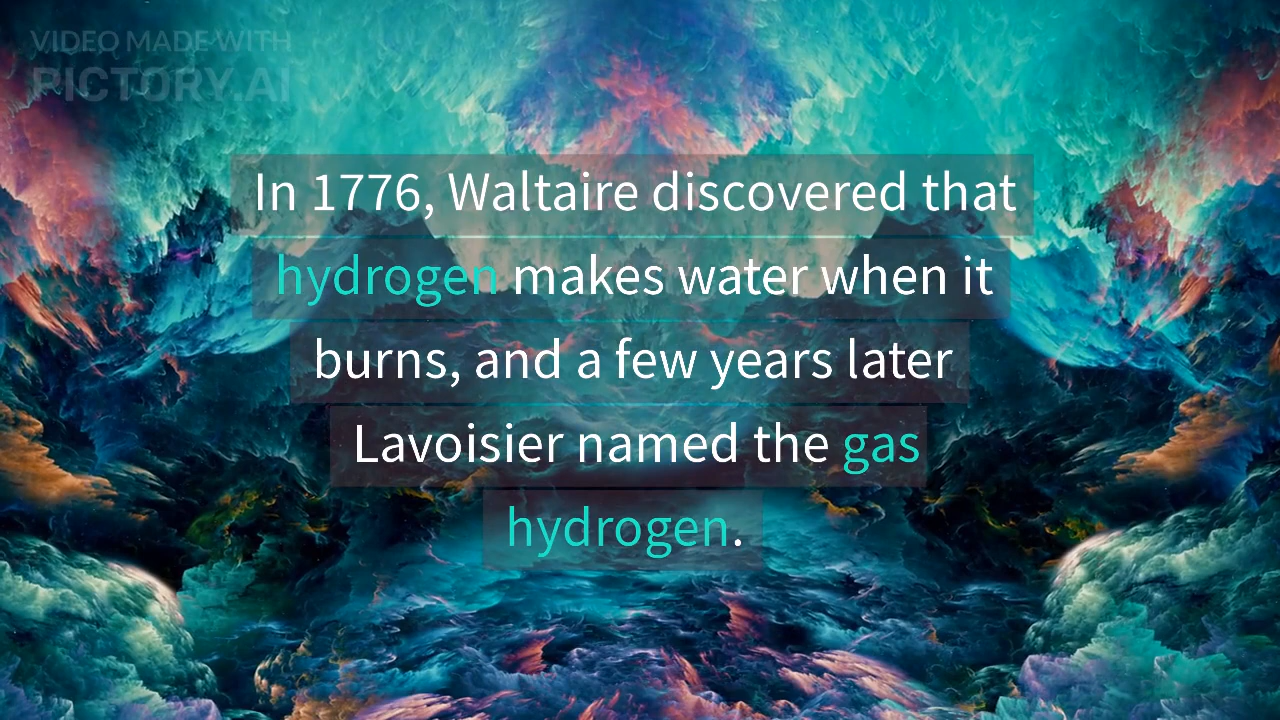 VIDEO MADE WITH
PICTORY.AI
In 1776, Waltaire discovered that
hydrogen makes water when it
burns, and a few years later
Lavoisier named the gas
hydrogen.